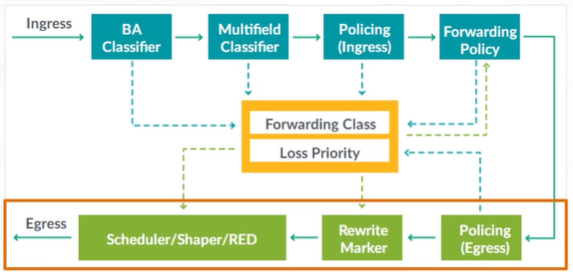 Ingress
BA
Classifier
Multifield
Classifier
Policing
(Ingress)
Forwarding
Policy
Forwarding Class
Loss Priority
Egress
Scheduler/Shaper/RED
Rewrite
Marker
Policing
(Egress)